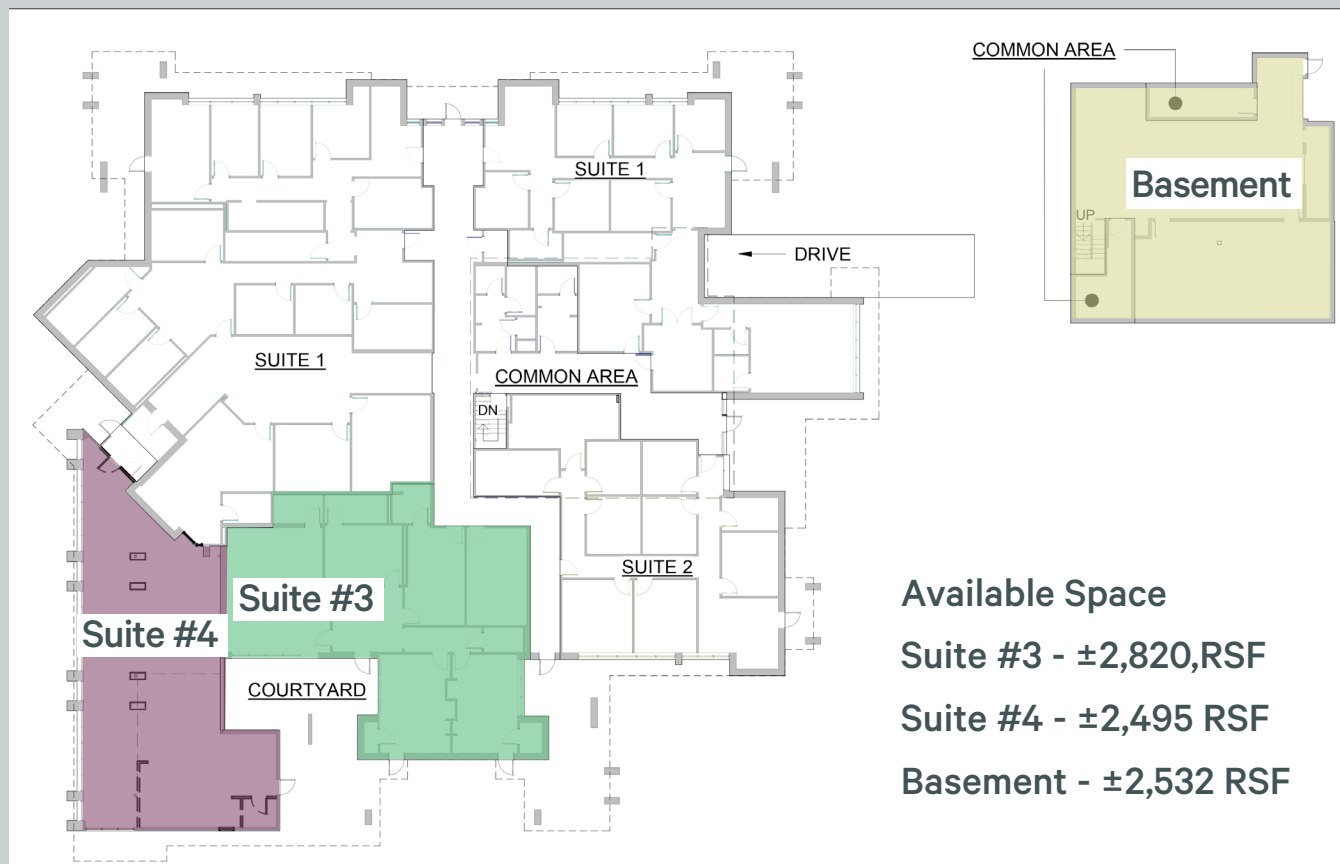 COMMON AREA
SUITE 1
Basement
UP
DRIVE
SUITE 1
COMMON AREA
DN
SUITE 2
Suite #3
Suite #4
COURTYARD
Available Space
Suite #3 - ±2,820,RSF
Suite #4 - ±2,495 RSF
Basement - ±2,532 RSF